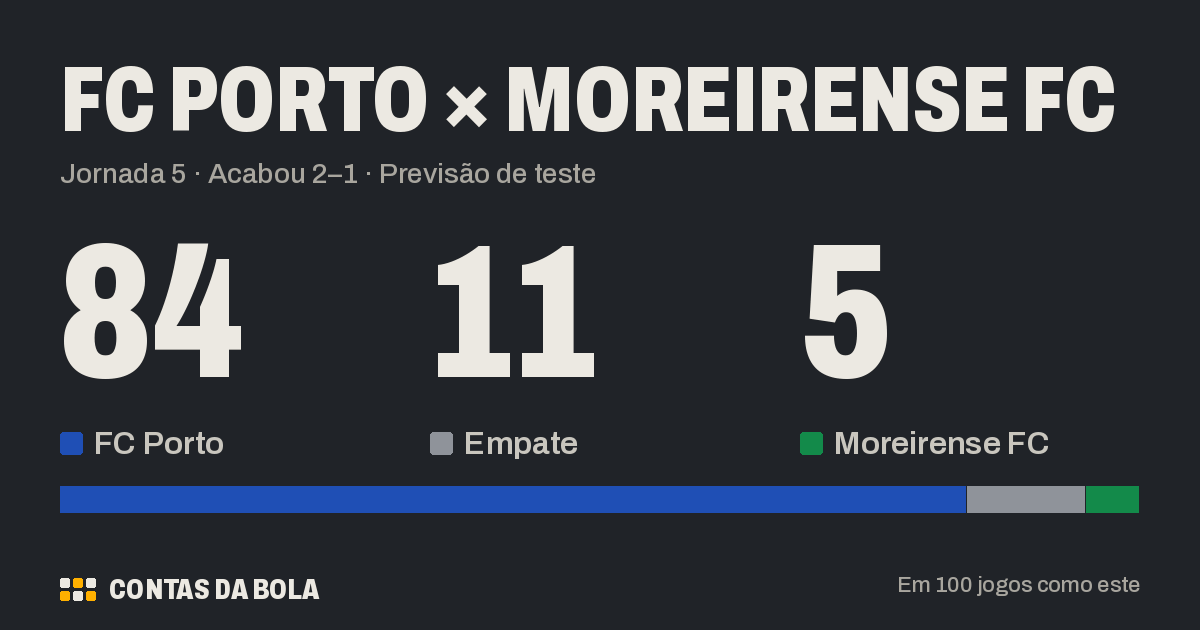 FC PORTO × MOREIRENSE FC
Jornada 5 · Acabou 2–1 · Previsão de teste
84 11 5
FC Porto Empate Moreirense FC
CONTAS DA BOLA Em 100 jogos como este